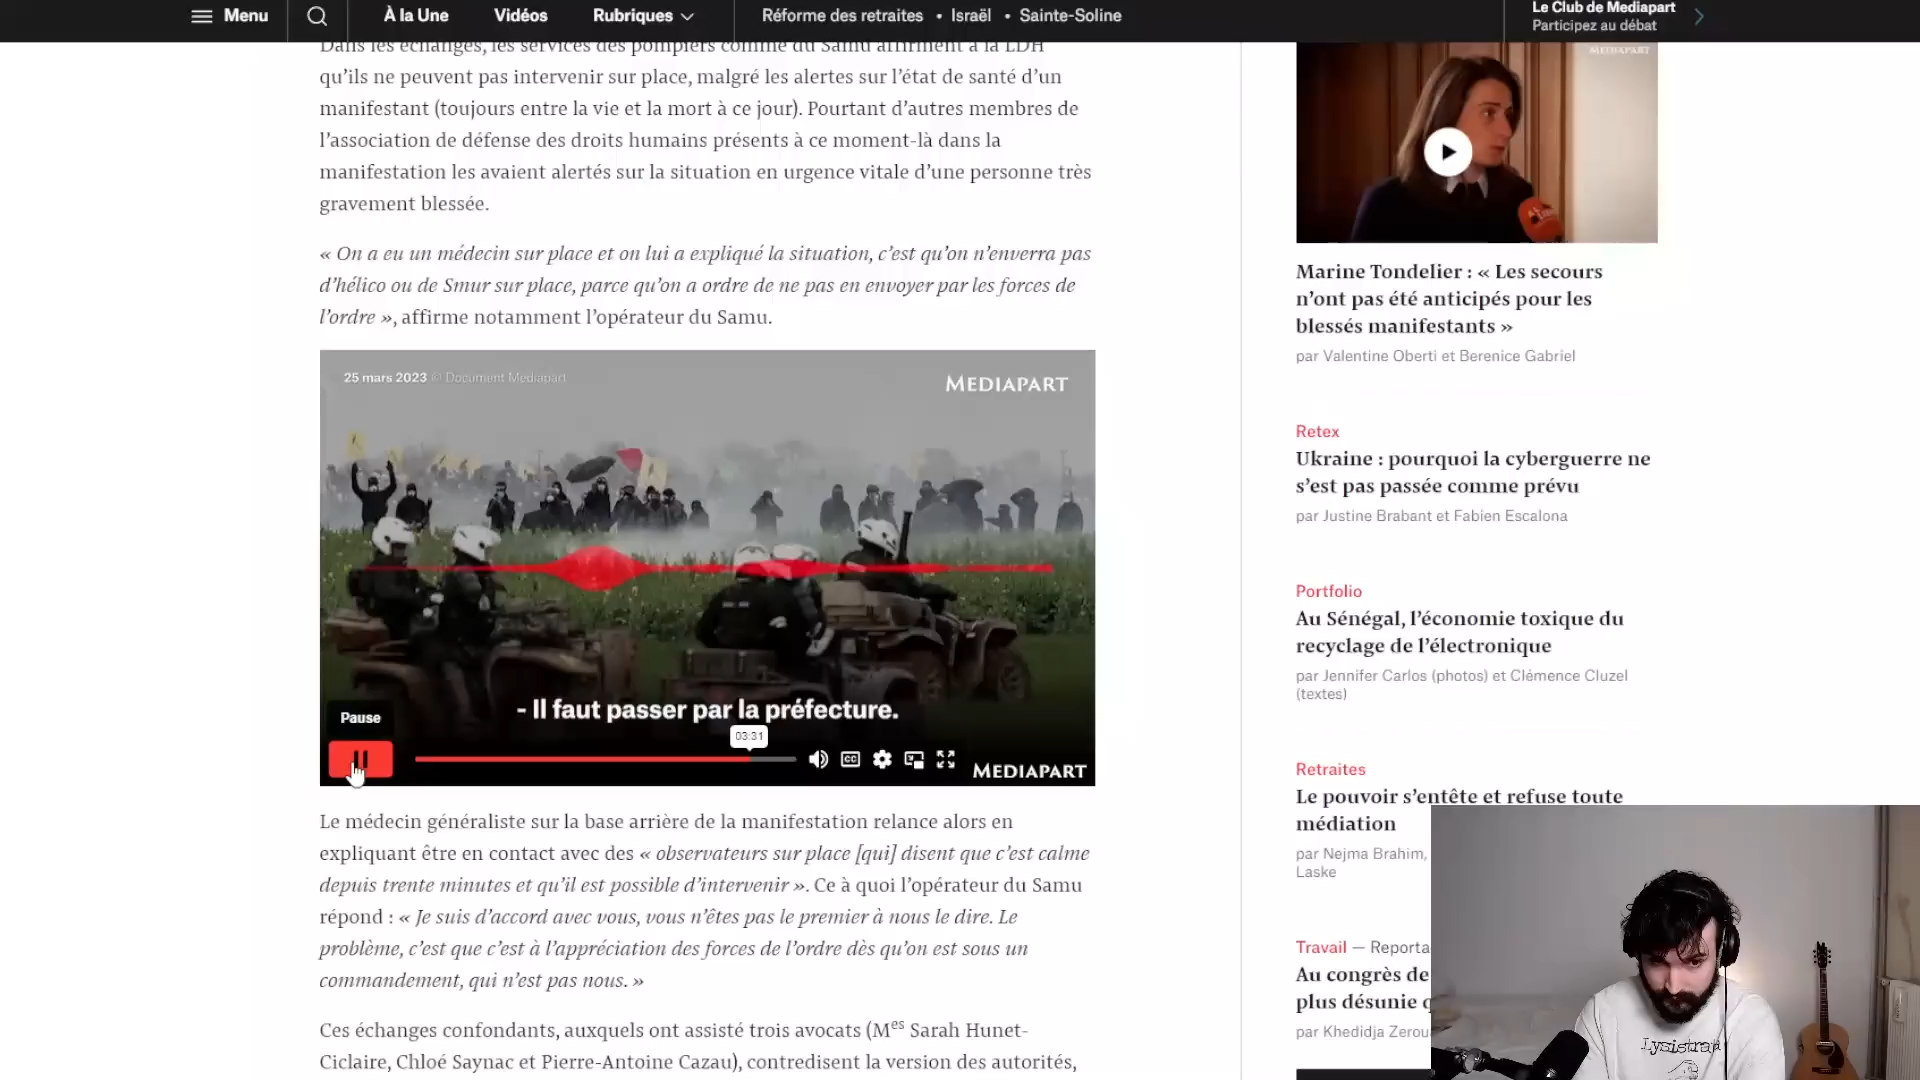 Menu
À la Une
Vidéos
Rubriques
Réforme des retraites • Israël • Sainte-Soline
Le Club de Mediapart
Participez au débat
Dans les échanges, les services des pompiers comme du Samu affirment à la LDH
qu’ils ne peuvent pas intervenir sur place, malgré les alertes sur l’état de santé d’un
manifestant (toujours entre la vie et la mort à ce jour). Pourtant d’autres membres de
l’association de défense des droits humains présents à ce moment-là dans la
manifestation les avaient alertés sur la situation en urgence vitale d’une personne très
gravement blessée.
« On a eu un médecin sur place et on lui a expliqué la situation, c’est qu’on n’enverra pas
d’hélico ou de Smur sur place, parce qu’on a ordre de ne pas en envoyer par les forces de
l’ordre », affirme notamment l’opérateur du Samu.
25 mars 2023 © Document Mediapart
MEDIAPART
- Il faut passer par la préfecture.
Pause
03:31
CC
MEDIAPART
Le médecin généraliste sur la base arrière de la manifestation relance alors en
expliquant être en contact avec des « observateurs sur place [qui] disent que c’est calme
depuis trente minutes et qu’il est possible d’intervenir ». Ce à quoi l’opérateur du Samu
répond : « Je suis d’accord avec vous, vous n’êtes pas le premier à nous le dire. Le
problème, c’est que c’est à l’appréciation des forces de l’ordre dès qu’on est sous un
commandement, qui n’est pas nous. »
Ces échanges confondants, auxquels ont assisté trois avocats (Mes Sarah Hunet-
Ciclaire, Chloé Saynac et Pierre-Antoine Cazau), contredisent la version des autorités,
MEDIAPART
Marine Tondelier : « Les secours
n’ont pas été anticipés pour les
blessés manifestants »
par Valentine Oberti et Berenice Gabriel
Retex
Ukraine : pourquoi la cyberguerre ne
s’est pas passée comme prévu
par Justine Brabant et Fabien Escalona
Portfolio
Au Sénégal, l’économie toxique du
recyclage de l’électronique
par Jennifer Carlos (photos) et Clémence Cluzel
(textes)
Retraites
Le pouvoir s’entête et refuse toute
médiation
par Nejma Brahim,
Laske
Travail — Reporta
Au congrès de
plus désunie
par Khedidja Zerou
Lysistrata